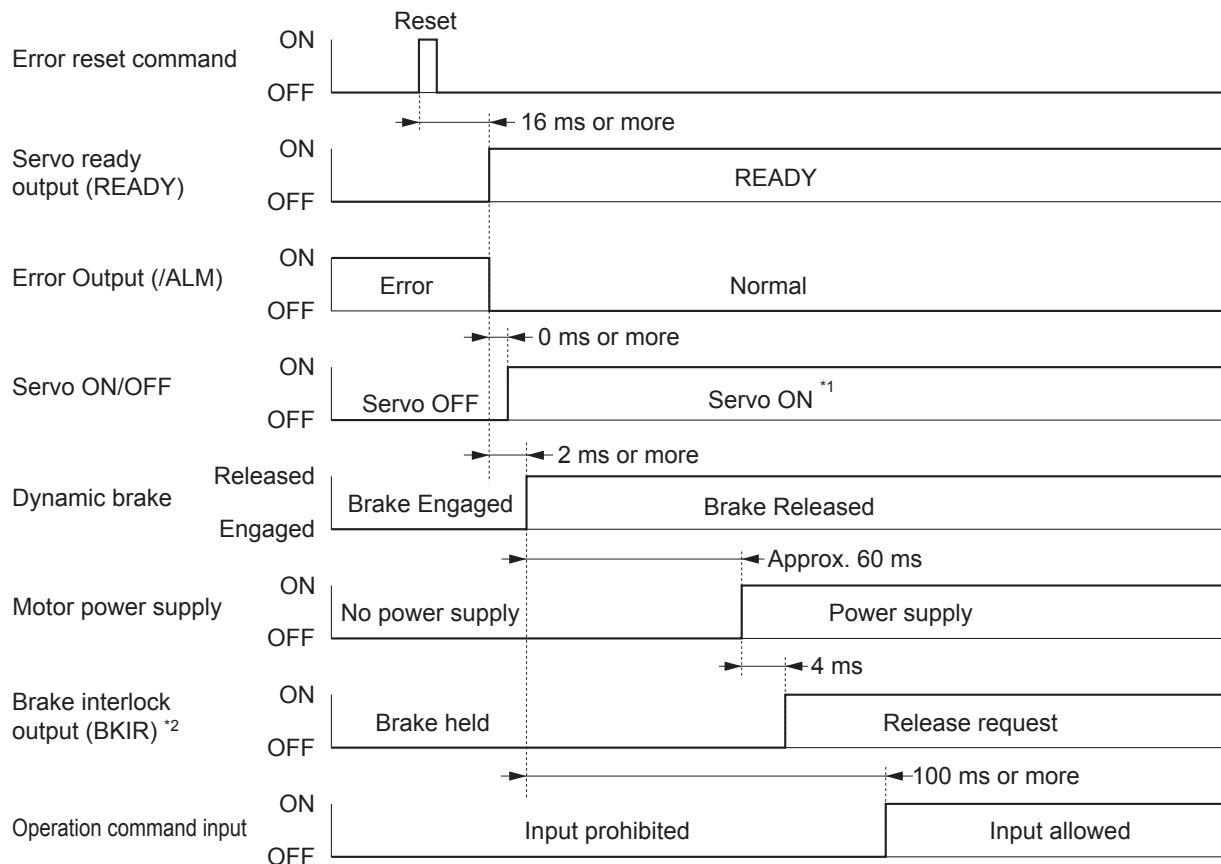 Reset
ON
Error reset command
OFF
16 ms or more
ON
Servo ready
output (READY)
READY
OFF
ON
Error Output (/ALM)
Error
Normal
OFF
0 ms or more
ON
Servo ON/OFF
Servo OFF
Servo ON *1
OFF
2 ms or more
Released
Dynamic brake
Brake Engaged
Brake Released
Engaged
Approx. 60 ms
ON
Motor power supply
No power supply
Power supply
OFF
4 ms
ON
Brake interlock
output (BKIR) *2
Brake held
Release request
OFF
100 ms or more
ON
Operation command input
Input prohibited
Input allowed
OFF